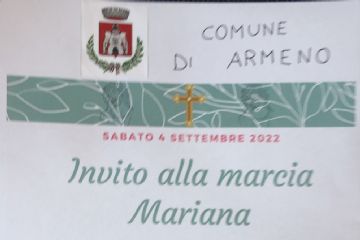 COMUNE
DI ARMENO
SABATO 4 SETTEMBRE 2022
Invito alla marcia
Mariana